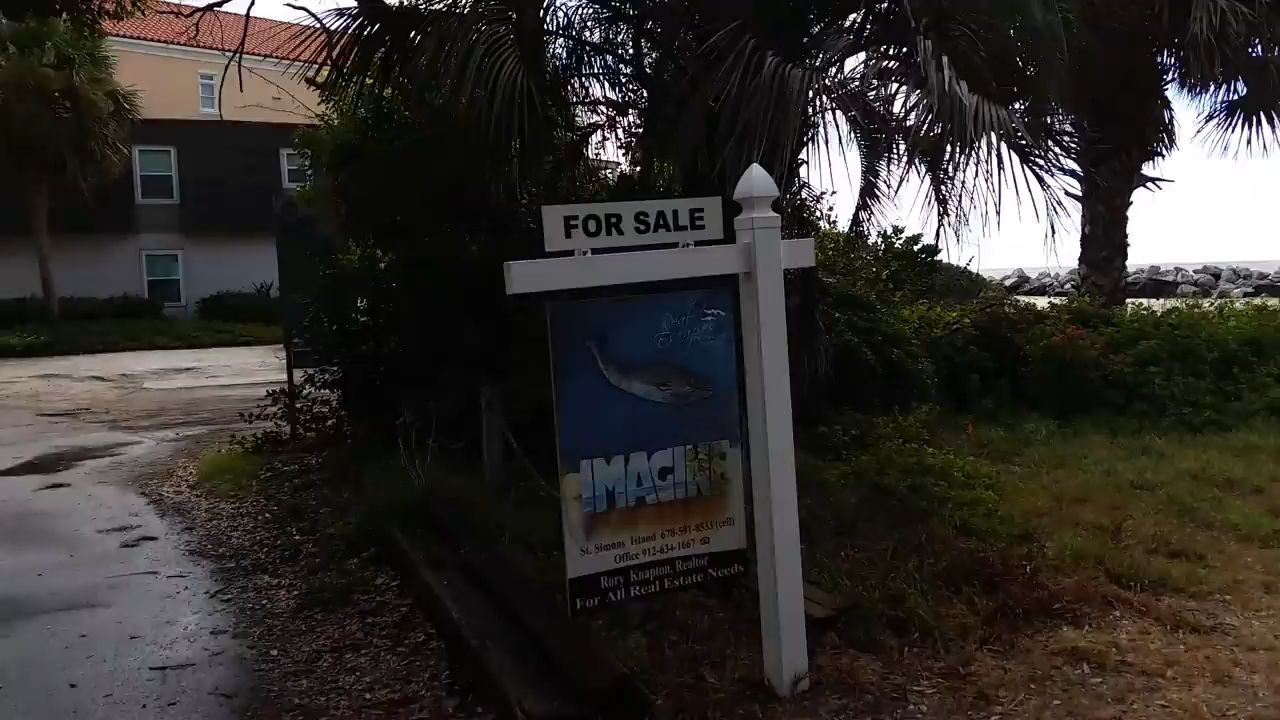 FOR SALE
IMAGINE
St. Simons Island 678-591-8533 (cell)
Office 912-634-1667 ☎
Rory Knapton, Realtor
For All Real Estate Needs